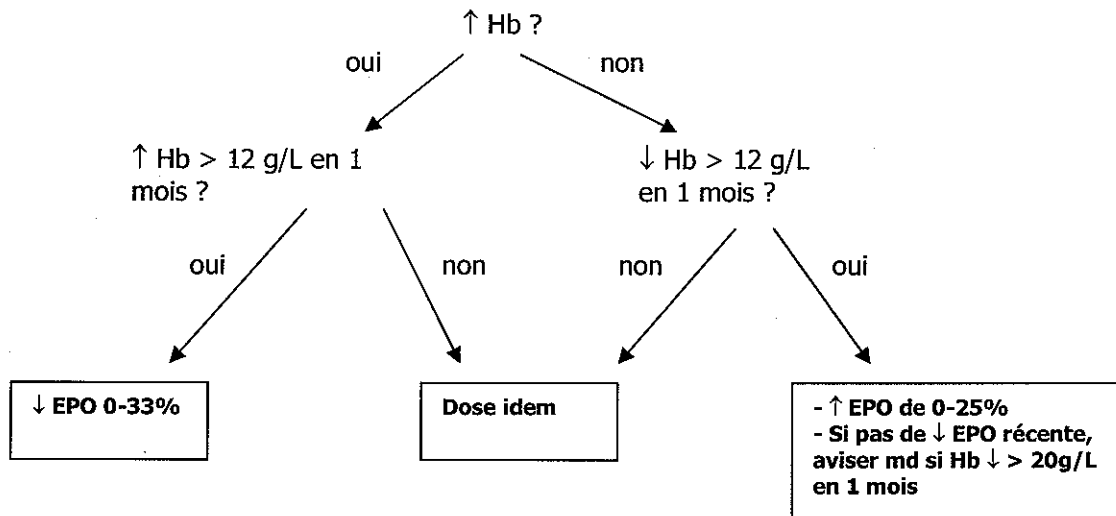 ↑ Hb ?
oui
non
↑ Hb > 12 g/L en 1
mois ?
↓ Hb > 12 g/L
en 1 mois ?
oui
non
non
oui
↓ EPO 0-33%
Dose idem
- ↑ EPO de 0-25%
- Si pas de ↓ EPO récente,
aviser md si Hb ↓ > 20g/L
en 1 mois